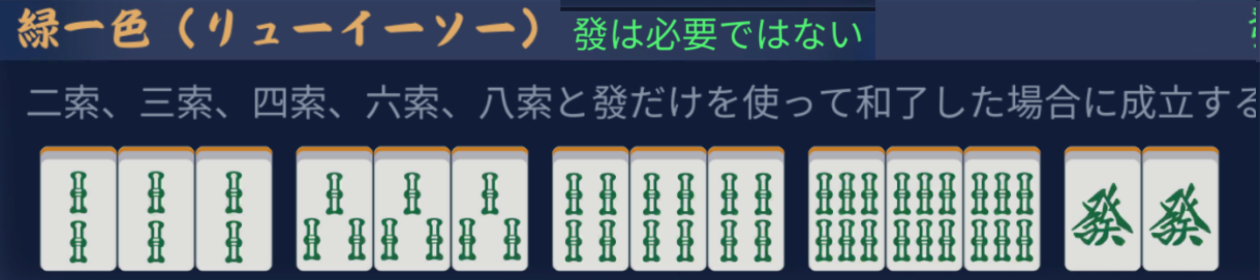 緑一色（リューイーソー） 發は必要ではない
二索、三索、四索、六索、八索と發だけを使って和了した場合に成立する
發發